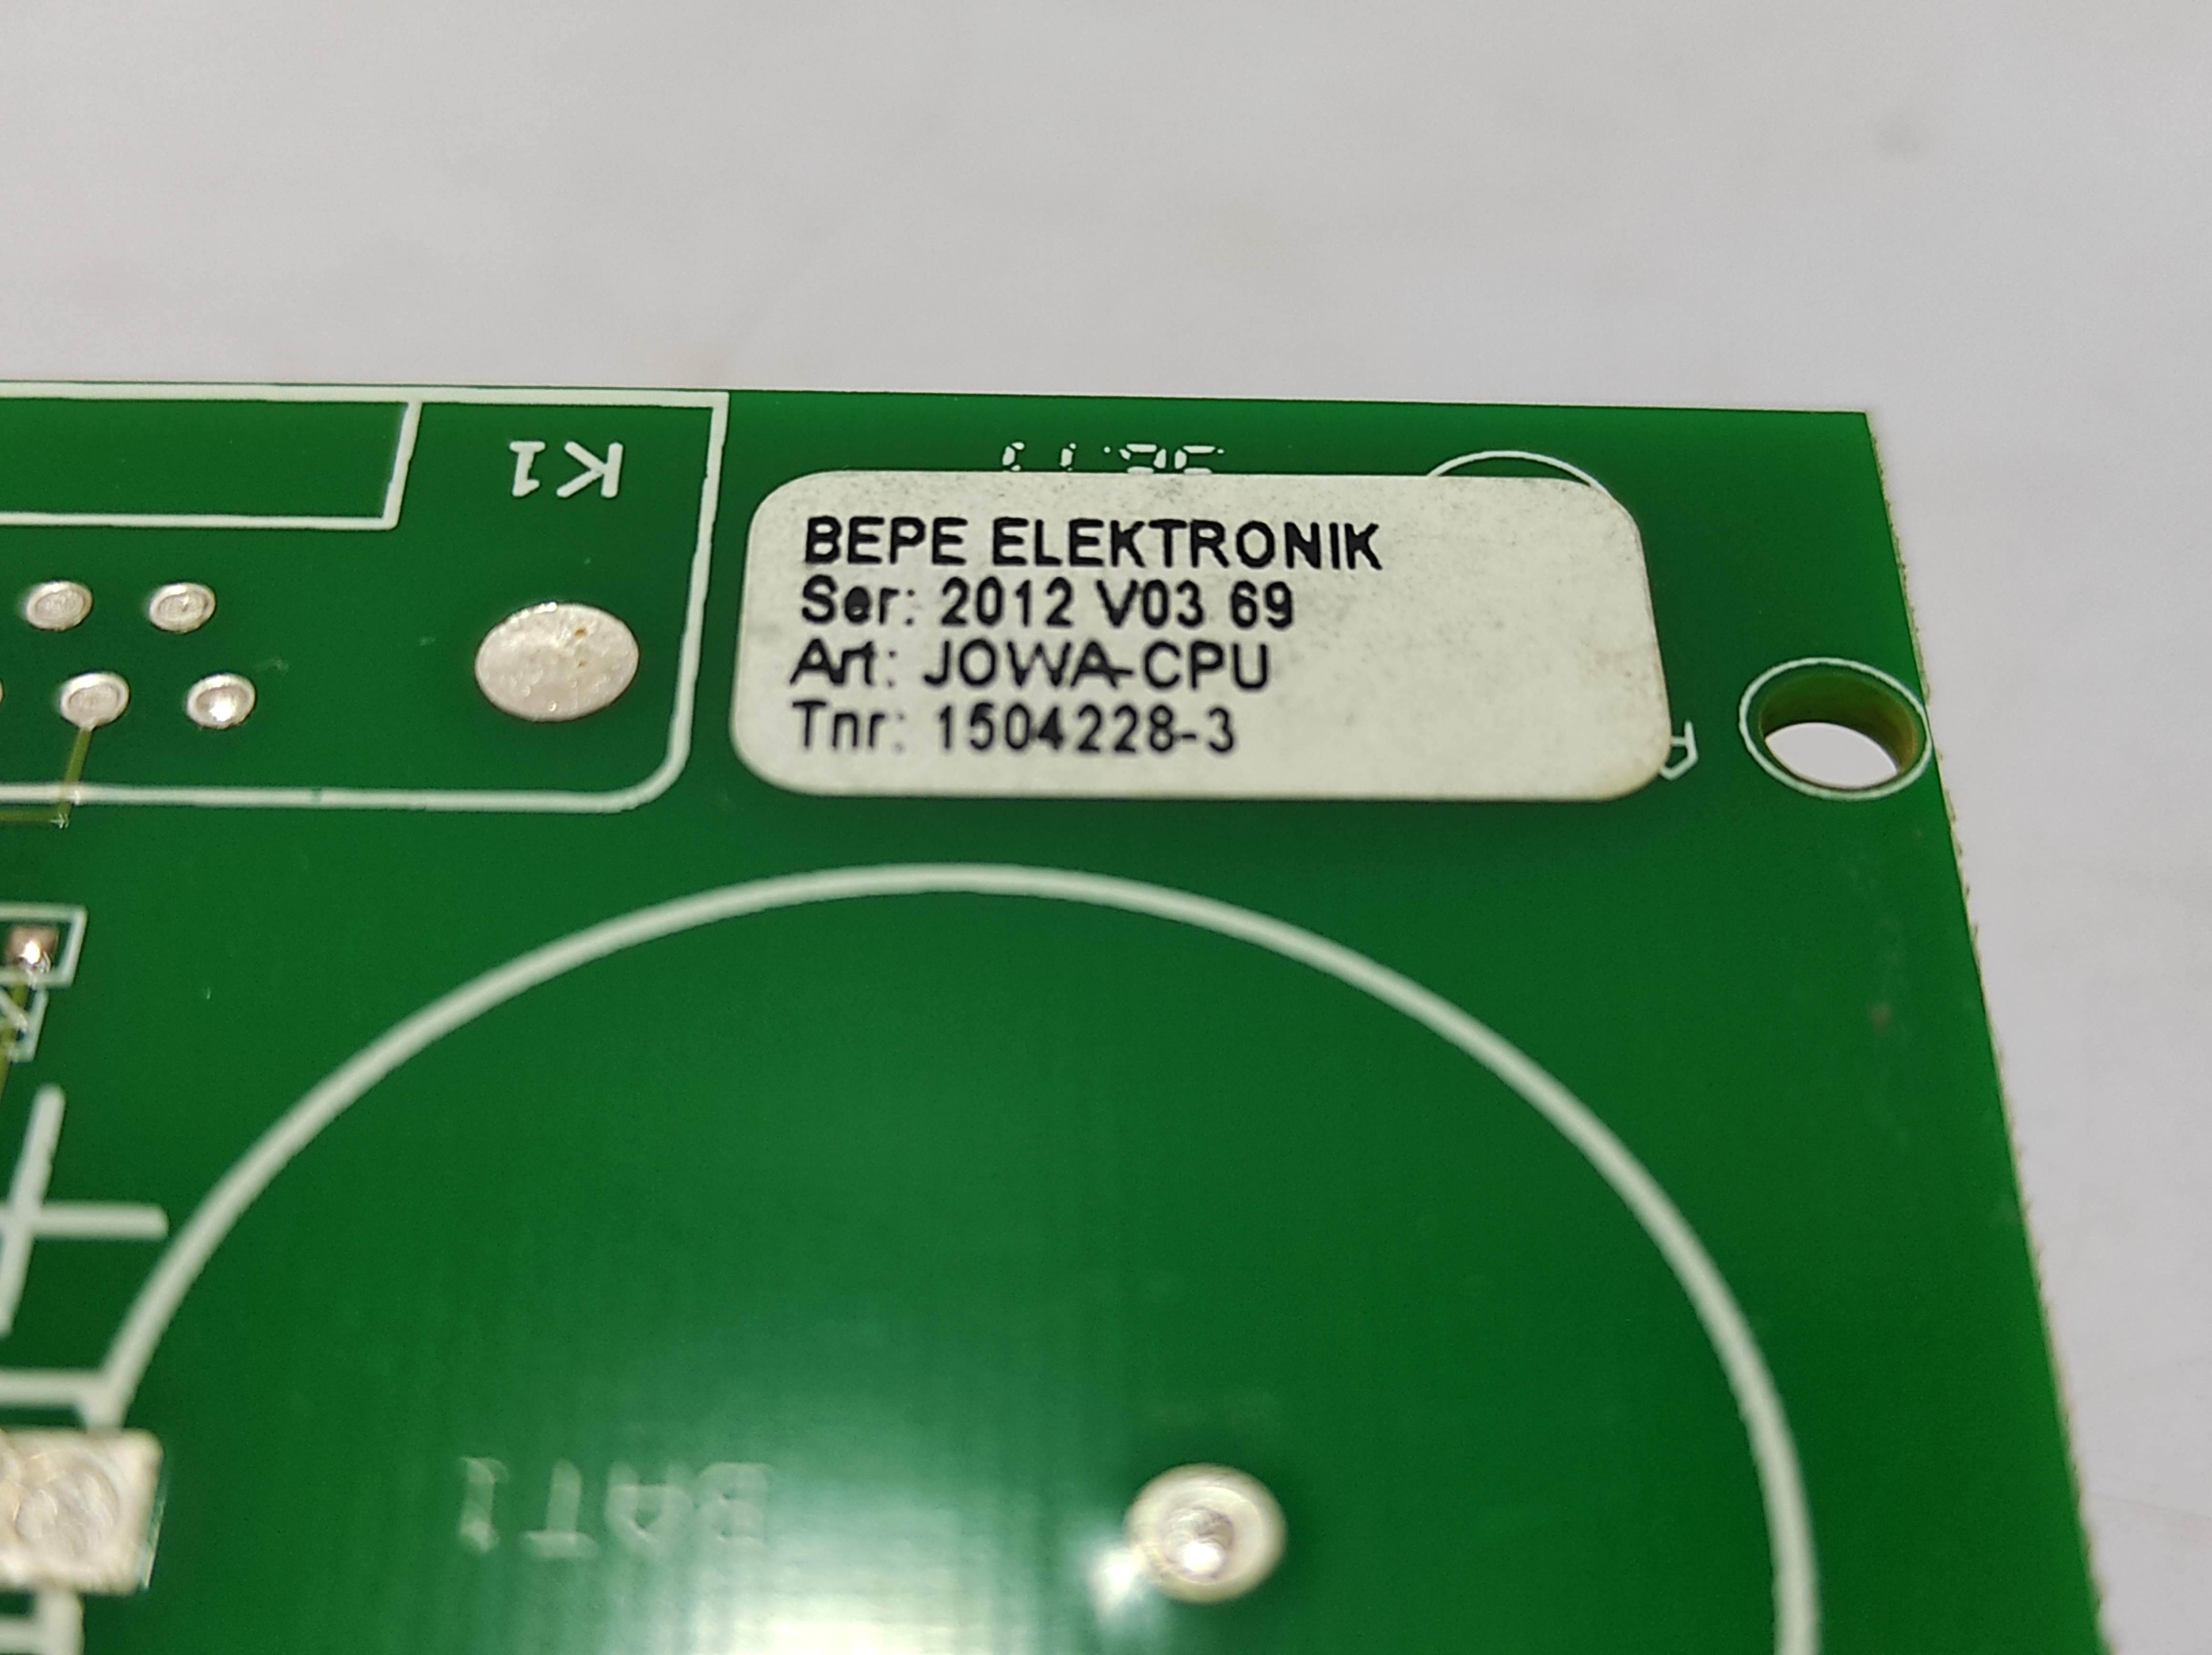 K1
BEPE ELEKTRONIK
Ser: 2012 V03 69
Art: JOWA-CPU
Tnr: 1504228-3
BAT1